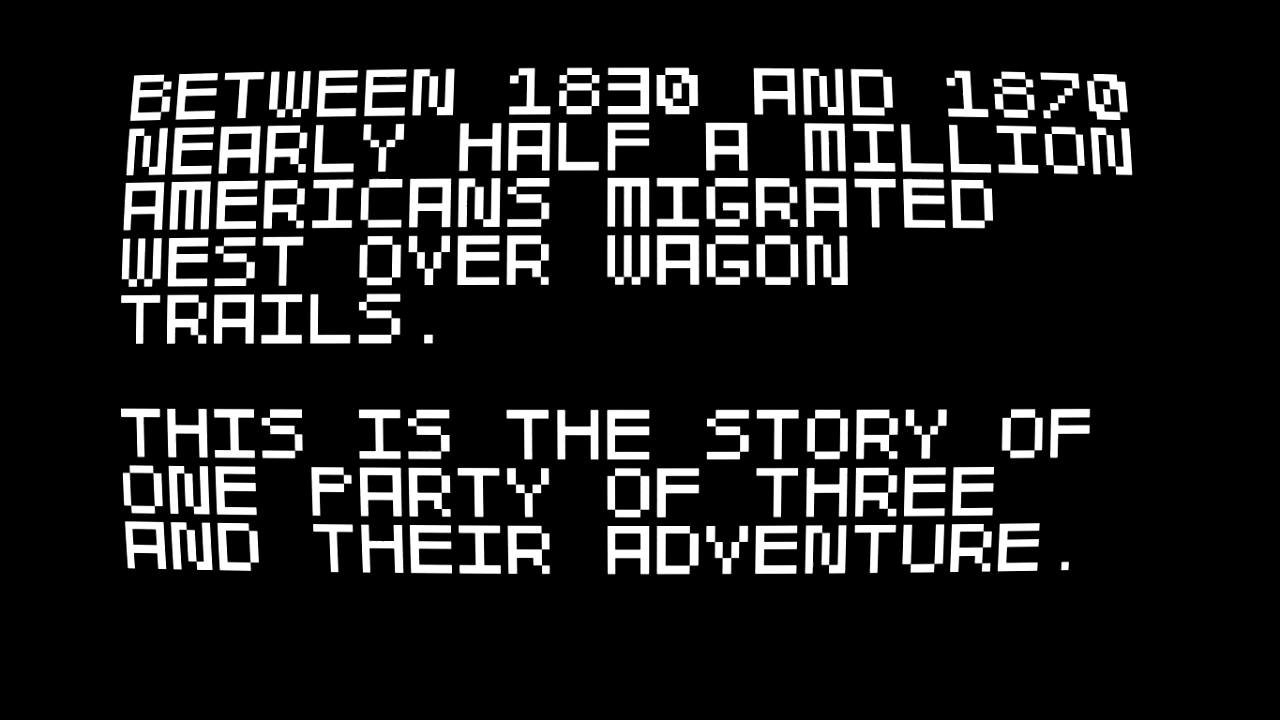 BETWEEN 1830 AND 1870
NEARLY HALF A MILLION
AMERICANS MIGRATED
WEST OVER WAGON
TRAILS.
THIS IS THE STORY OF
ONE PARTY OF THREE
AND THEIR ADVENTURE.